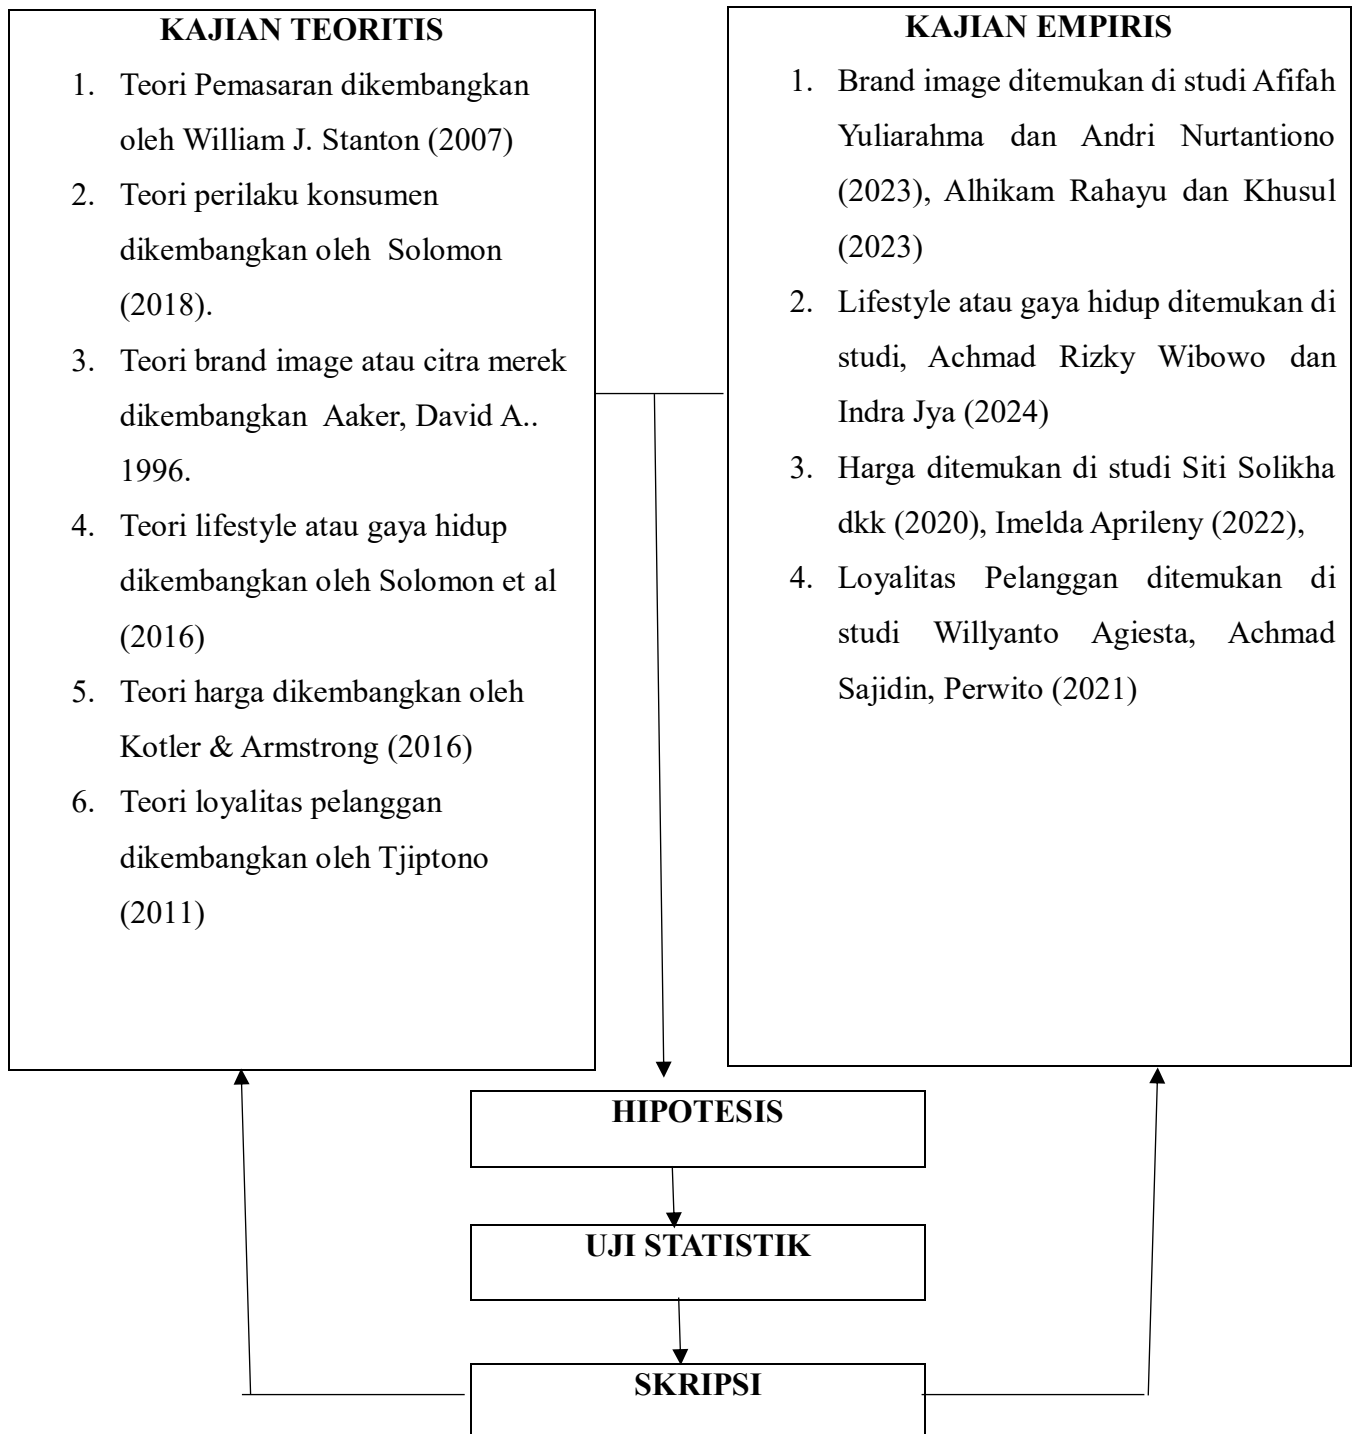 KAJIAN TEORITIS
1. Teori Pemasaran dikembangkan
oleh William J. Stanton (2007)
2. Teori perilaku konsumen
dikembangkan oleh Solomon
(2018).
3. Teori brand image atau citra merek
dikembangkan Aaker, David A..
1996.
4. Teori lifestyle atau gaya hidup
dikembangkan oleh Solomon et al
(2016)
5. Teori harga dikembangkan oleh
Kotler & Armstrong (2016)
6. Teori loyalitas pelanggan
dikembangkan oleh Tjiptono
(2011)
KAJIAN EMPIRIS
1. Brand image ditemukan di studi Afifah
Yuliarahma dan Andri Nurtantiono
(2023), Alhikam Rahayu dan Khusul
(2023)
2. Lifestyle atau gaya hidup ditemukan di
studi, Achmad Rizky Wibowo dan
Indra Jya (2024)
3. Harga ditemukan di studi Siti Solikha
dkk (2020), Imelda Aprileny (2022),
4. Loyalitas Pelanggan ditemukan di
studi Willyanto Agiesta, Achmad
Sajidin, Perwito (2021)
HIPOTESIS
UJI STATISTIK
SKRIPSI